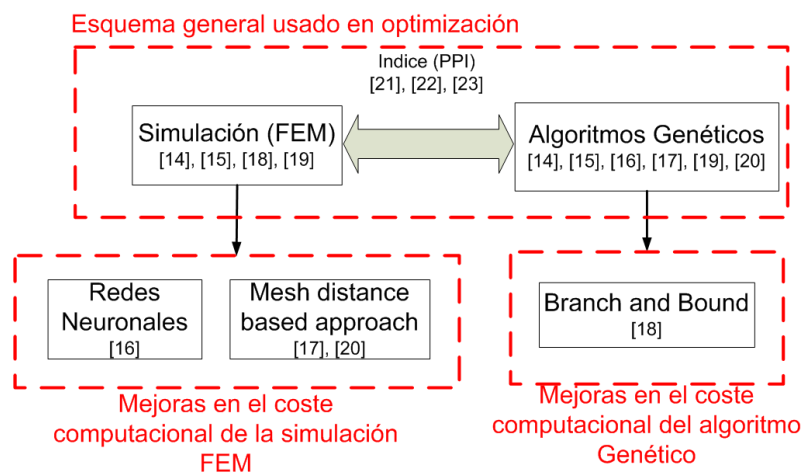 Esquema general usado en optimización
Indice (PPI)
[21], [22], [23]
Simulación (FEM)
[14], [15], [18], [19]
Algoritmos Genéticos
[14], [15], [16], [17], [19], [20]
Redes
Neuronales
[16]
Mesh distance
based approach
[17], [20]
Branch and Bound
[18]
Mejoras en el coste
computacional de la simulación
FEM
Mejoras en el coste
computacional del algoritmo
Genético